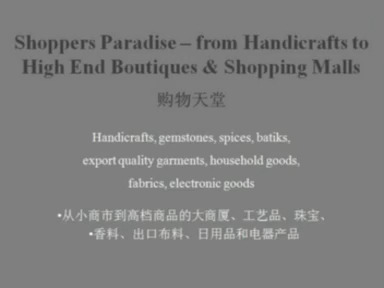 Shoppers Paradise – from Handicrafts to
High End Boutiques & Shopping Malls
购物天堂
Handicrafts, gemstones, spices, batiks,
export quality garments, household goods,
fabrics, electronic goods
•从小商市到高档商品的大商厦、工艺品、珠宝、
•香料、出口布料、日用品和电器产品